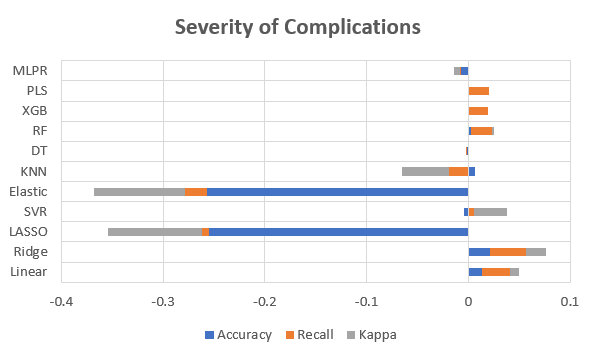 Severity of Complications
MLPR
PLS
XGB
RF
DT
KNN
Elastic
SVR
LASSO
Ridge
Linear
-0.4 -0.3 -0.2 -0.1 0 0.1
Accuracy Recall Kappa